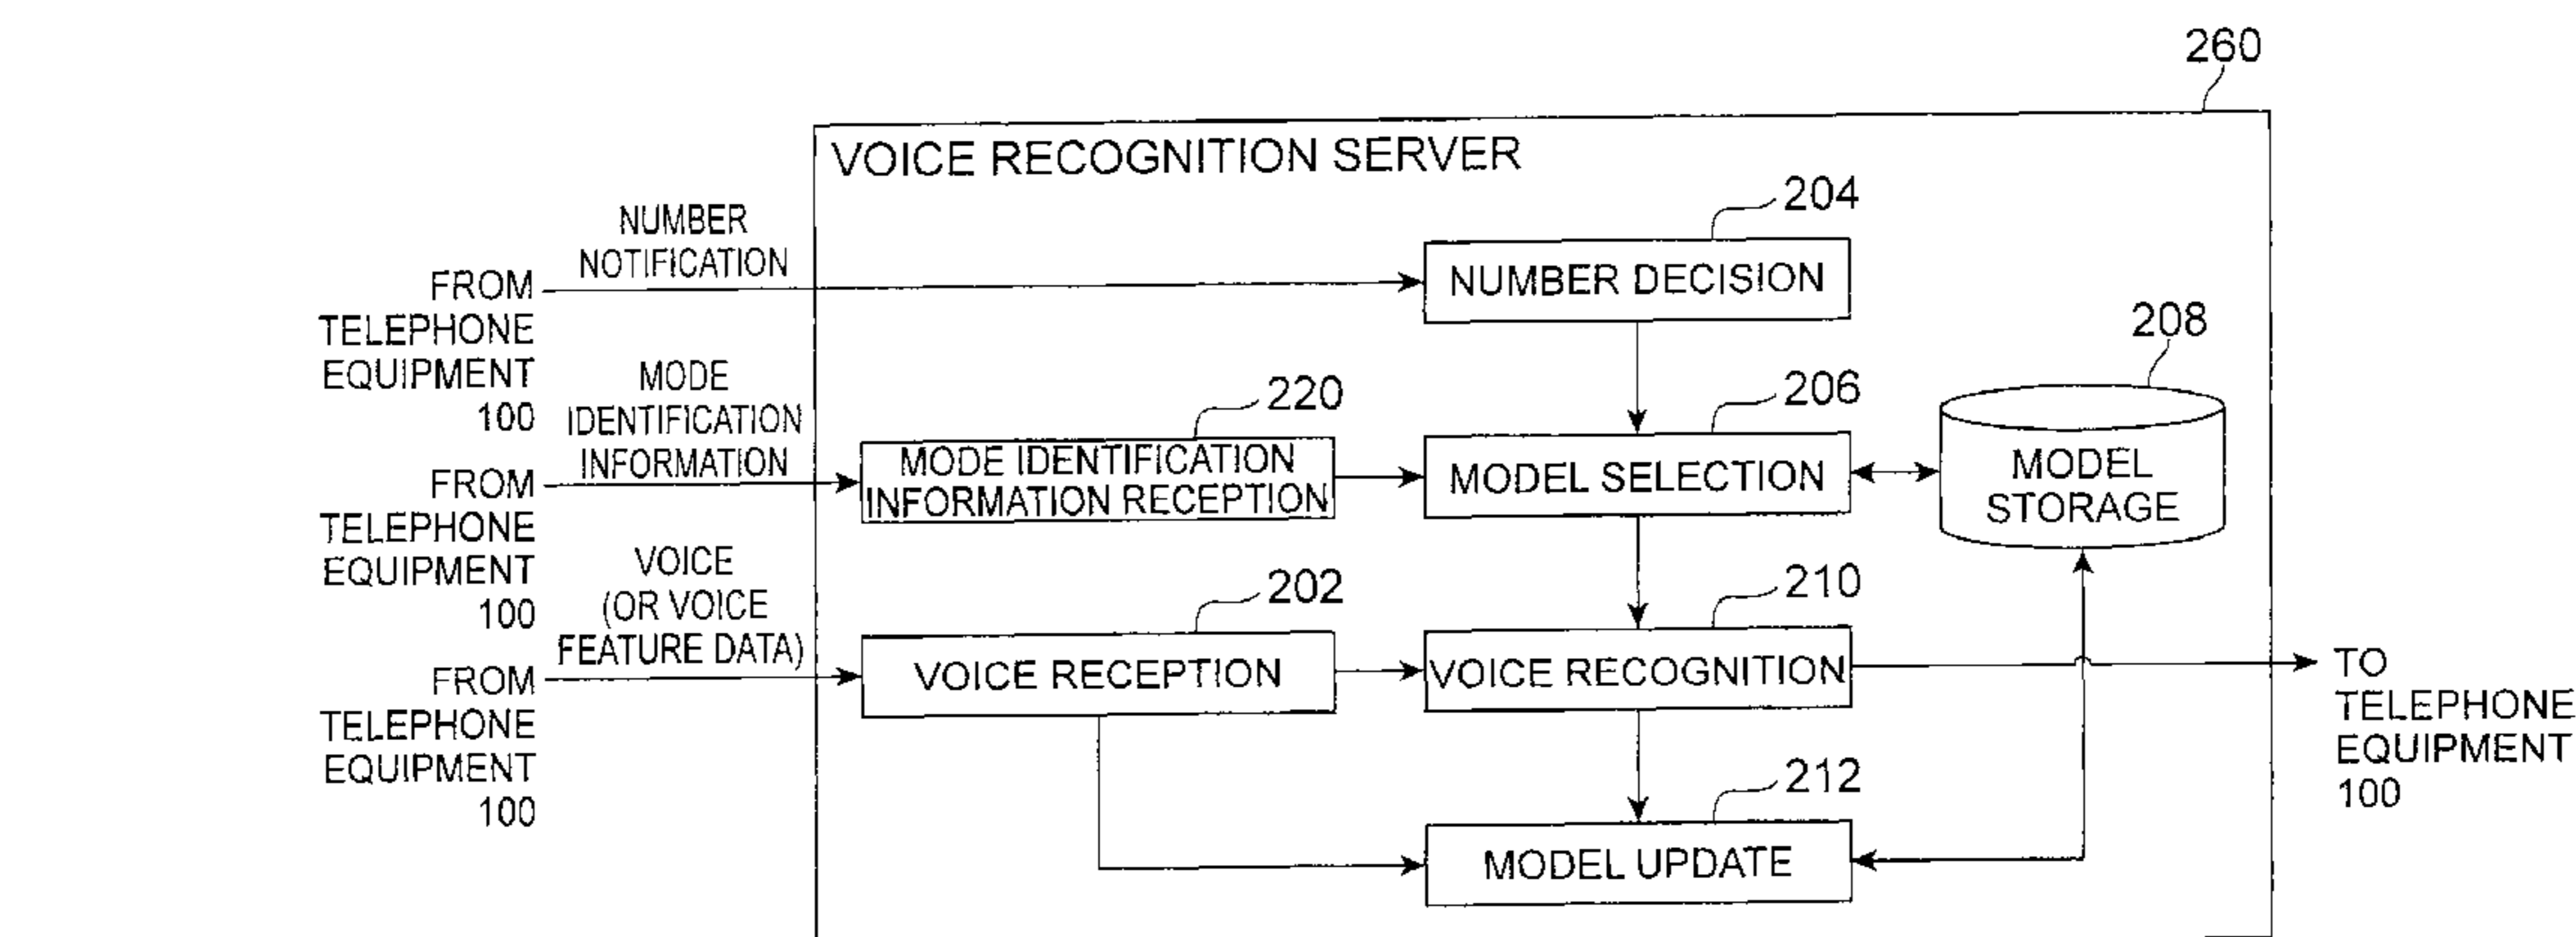 260
VOICE RECOGNITION SERVER
NUMBER
NOTIFICATION
FROM
TELEPHONE
EQUIPMENT
100
204
NUMBER DECISION
208
MODE
IDENTIFICATION
INFORMATION
FROM
TELEPHONE
EQUIPMENT
100
220
MODE IDENTIFICATION
INFORMATION RECEPTION
206
MODEL SELECTION
MODEL
STORAGE
VOICE
(OR VOICE
FEATURE DATA)
FROM
TELEPHONE
EQUIPMENT
100
202
VOICE RECEPTION
210
VOICE RECOGNITION
TO
TELEPHONE
EQUIPMENT
100
212
MODEL UPDATE